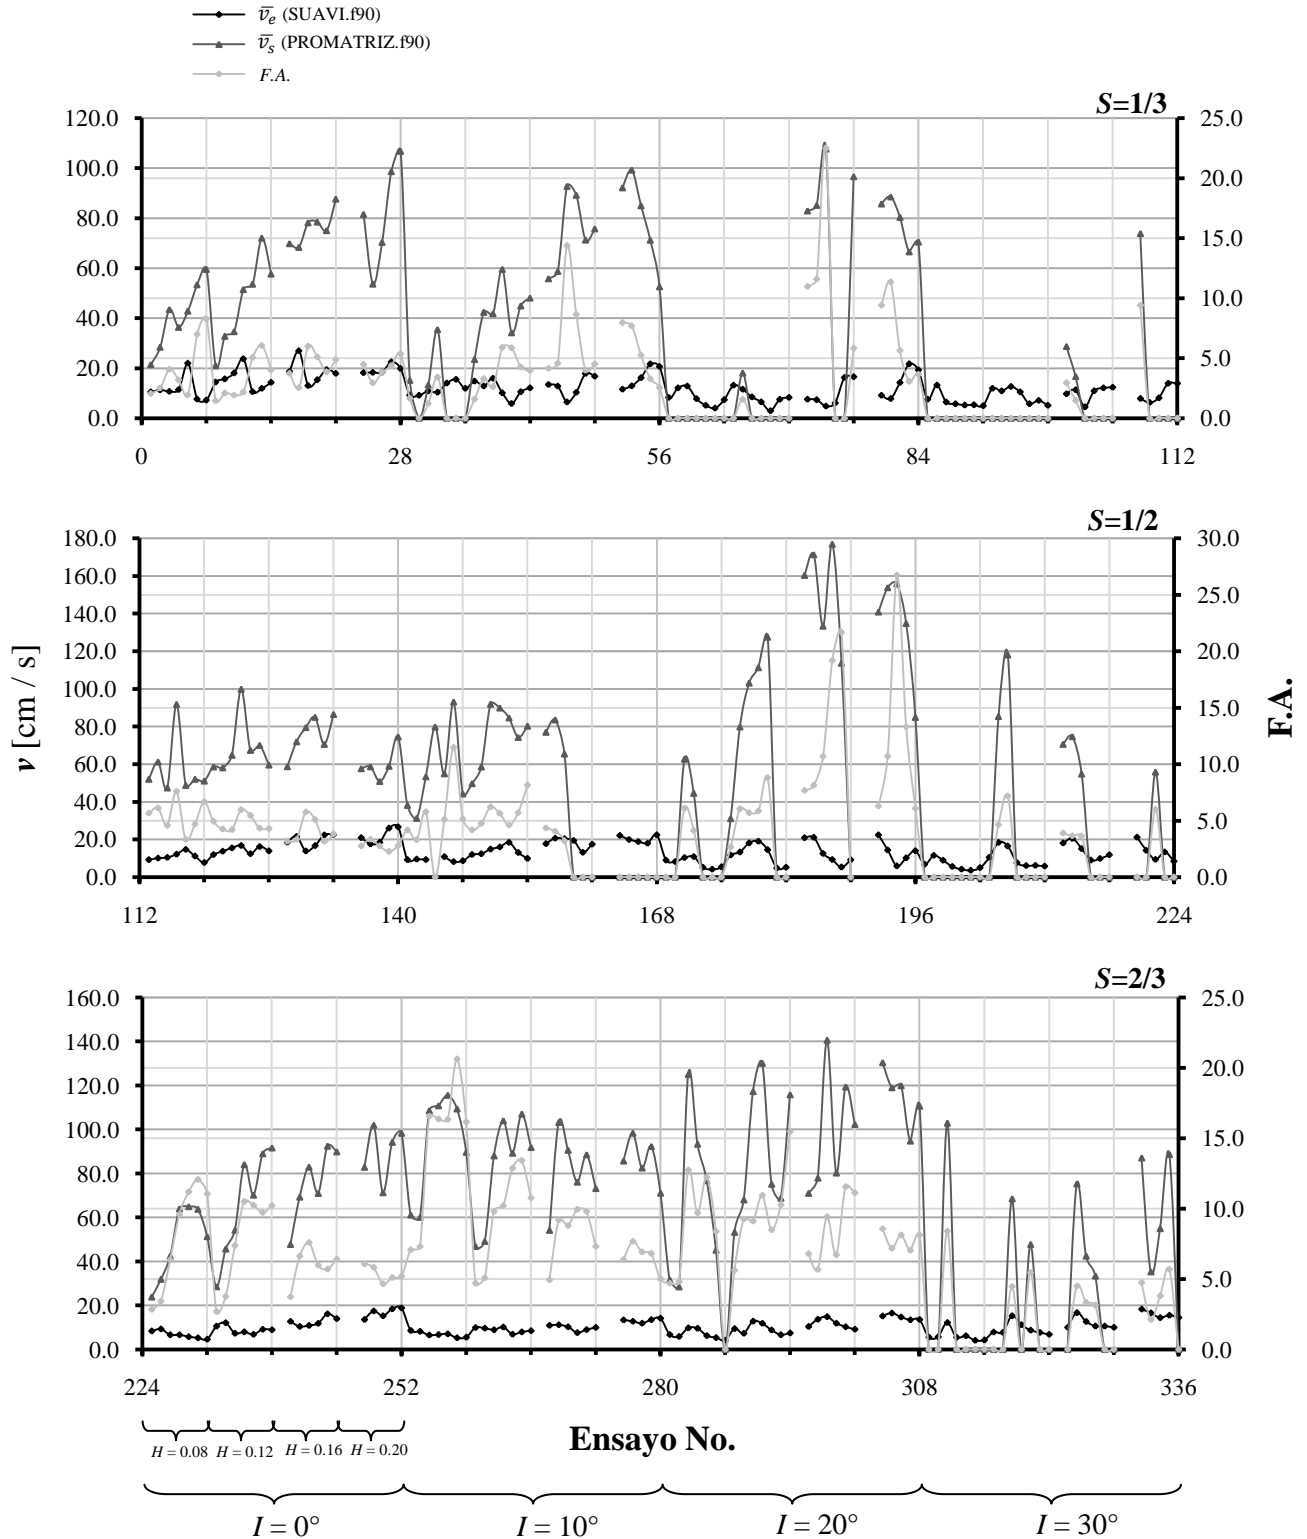 v̅e (SUAVI.f90)
v̅s (PROMATRIZ.f90)
F.A.
S=1/3
120.0 25.0
100.0 20.0
80.0 15.0
60.0 10.0
40.0 5.0
20.0 0.0
0.0
0 28 56 84 112
S=1/2
180.0 30.0
160.0 25.0
140.0 20.0
120.0 15.0
100.0 10.0
80.0 5.0
60.0 0.0
40.0
20.0
0.0
112 140 168 196 224
v [cm / s]
F.A.
S=2/3
160.0 25.0
140.0 20.0
120.0 15.0
100.0 10.0
80.0 5.0
60.0 0.0
40.0
20.0
0.0
224 252 280 308 336
H = 0.08 H = 0.12 H = 0.16 H = 0.20
Ensayo No.
I = 0° I = 10° I = 20° I = 30°